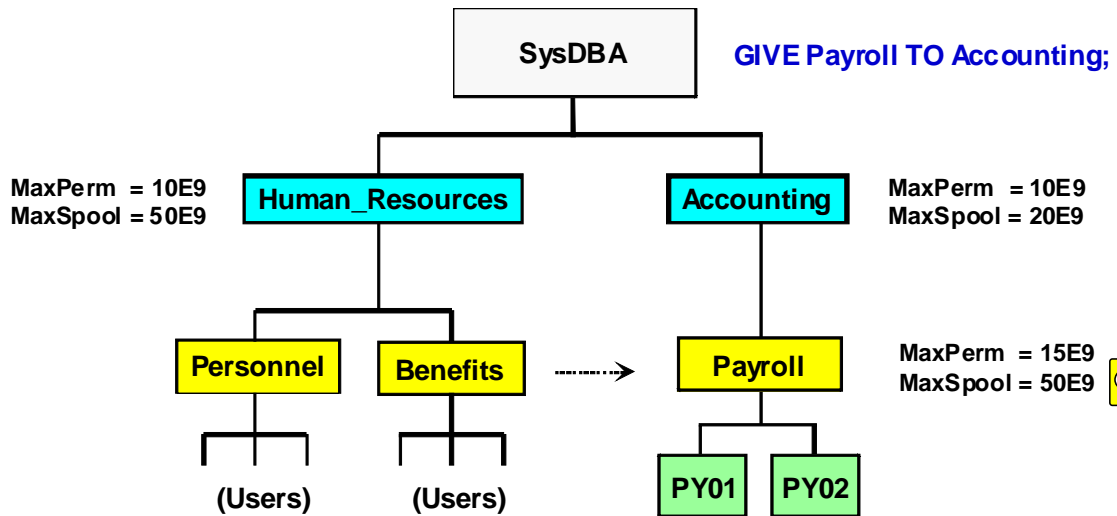 SysDBA
GIVE Payroll TO Accounting;
MaxPerm = 10E9
MaxSpool = 50E9
Human_Resources
Accounting
MaxPerm = 10E9
MaxSpool = 20E9
Personnel
Benefits
Payroll
MaxPerm = 15E9
MaxSpool = 50E9
(Users)
(Users)
PY01
PY02